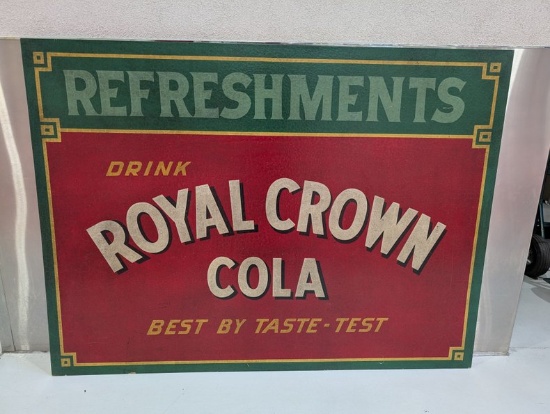 REFRESHMENTS
DRINK
ROYAL CROWN
COLA
BEST BY TASTE-TEST